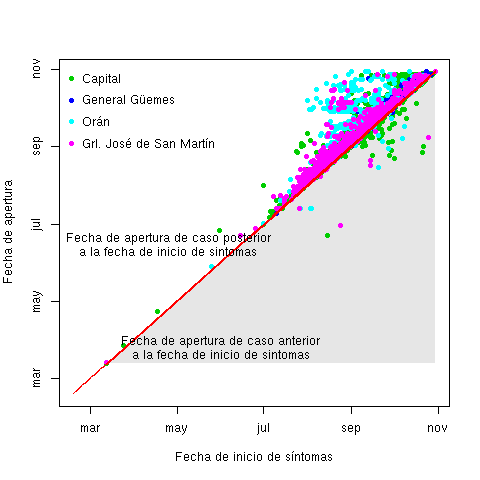 Capital
General Güemes
Orán
Grl. José de San Martín
Fecha de apertura de caso posterior
a la fecha de inicio de sintomas
Fecha de apertura de caso anterior
a la fecha de inicio de sintomas
Fecha de apertura
nov
sep
jul
may
mar
mar may jul sep nov
Fecha de inicio de síntomas